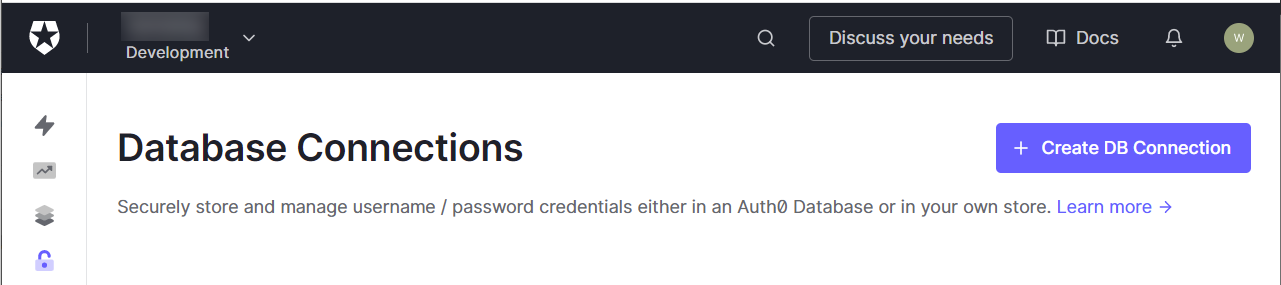 Development
Discuss your needs
Docs
W
Database Connections
Create DB Connection
Securely store and manage username / password credentials either in an Auth0 Database or in your own store. Learn more →